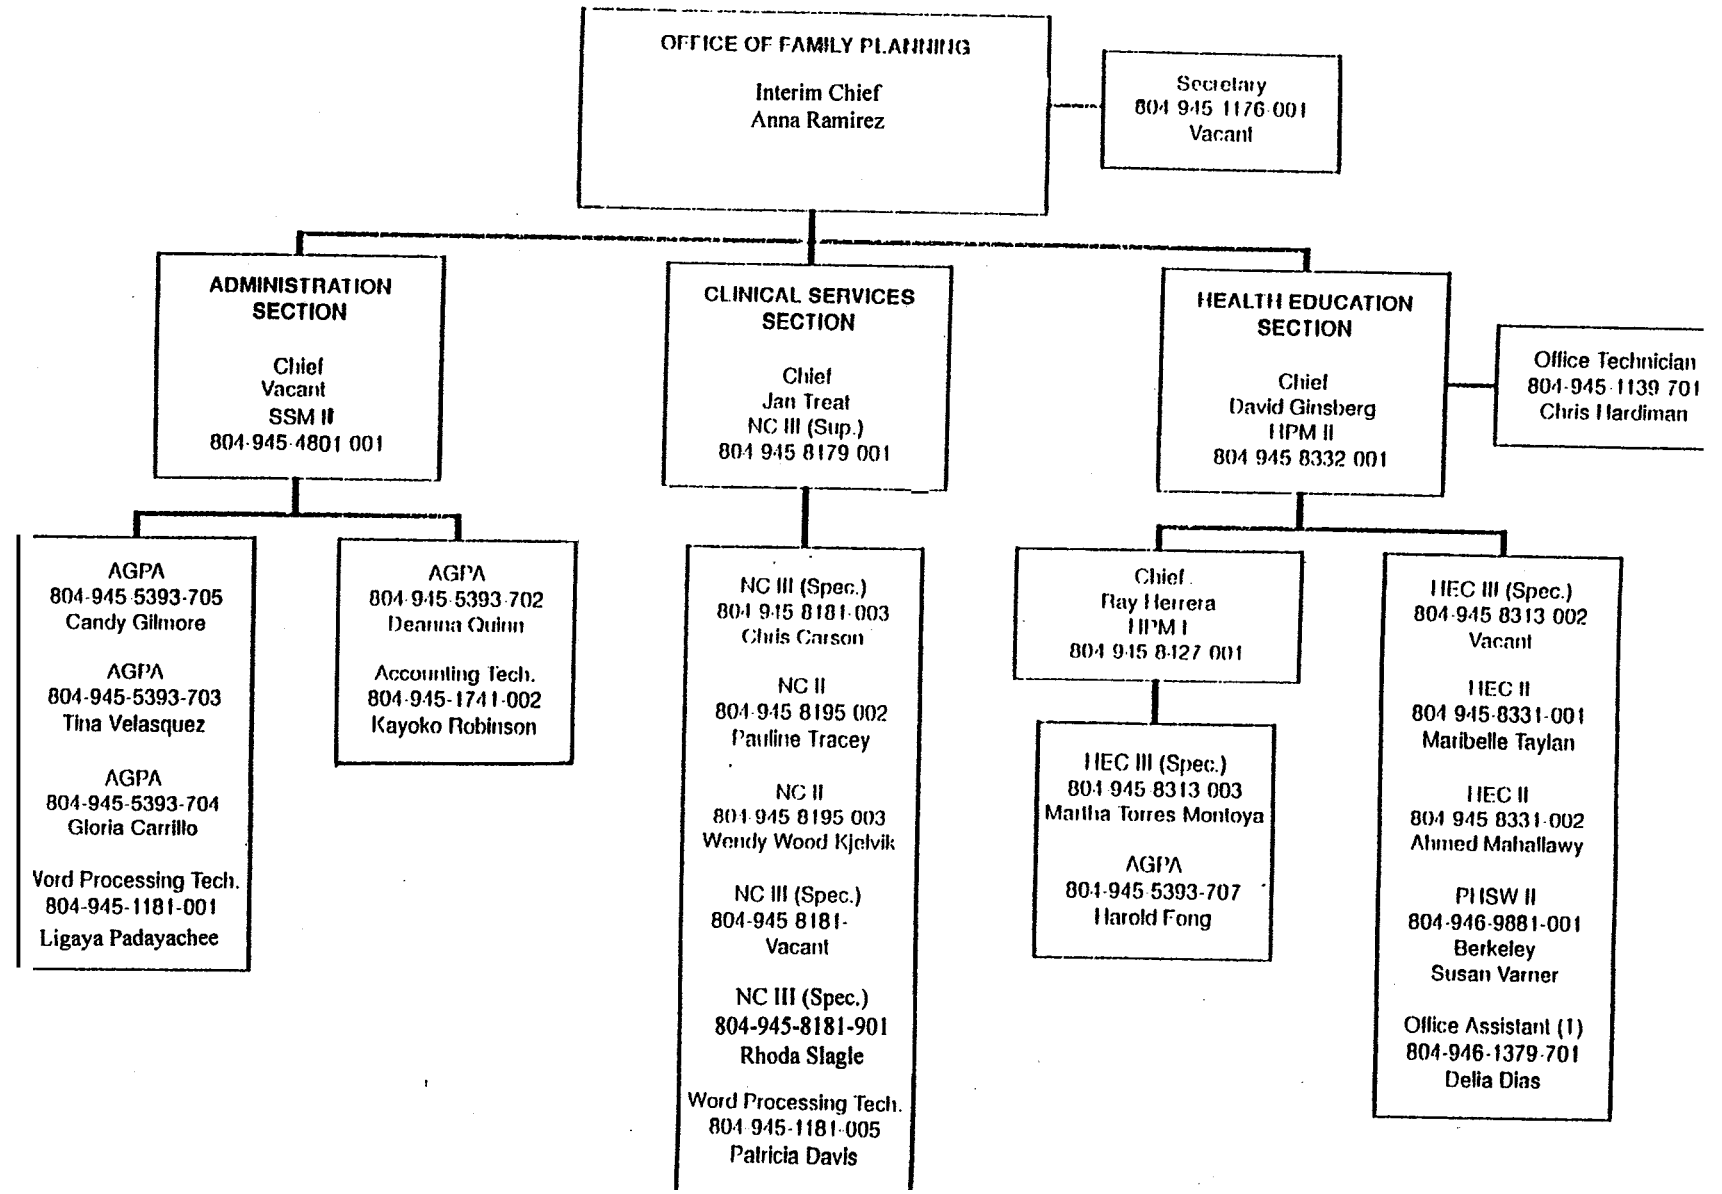 OFFICE OF FAMILY PLANNING
Interim Chief
Anna Ramirez
Secretary
804 945 1176-001
Vacant
ADMINISTRATION
SECTION
Chief
Vacant
SSM II
804-945-4801 001
CLINICAL SERVICES
SECTION
Chief
Jan Treat
NC III (Sup.)
804 945 8179 001
HEALTH EDUCATION
SECTION
Chief
David Ginsberg
HPM II
804 945 8332 001
Office Technician
804-945-1139 701
Chris Hardiman
AGPA
804-945-5393-705
Candy Gilmore
AGPA
804-945-5393-703
Tina Velasquez
AGPA
804-945-5393-704
Gloria Carrillo
Word Processing Tech.
804-945-1181-001
Ligaya Padayachee
AGPA
804-945-5393-702
Deanna Quinn
Accounting Tech.
804-945-1741-002
Kayoko Robinson
NC III (Spec.)
804 945 8181-003
Chris Carson
NC II
804-945 8195 002
Pauline Tracey
NC II
804-945 8195 003
Wendy Wood Kjelvik
NC III (Spec.)
804-945 8181-
Vacant
NC III (Spec.)
804-945-8181-901
Rhoda Slagle
Word Processing Tech.
804-945-1181-005
Patricia Davis
Chief
Ray Herrera
HPM I
804 945 8427 001
HEC III (Spec.)
804 945 8313 003
Martha Torres Montoya
AGPA
804-945-5393-707
Harold Fong
HEC III (Spec.)
804-945 8313 002
Vacant
HEC II
804 945-8331-001
Maribelle Taylan
HEC II
804 945 8331-002
Ahmed Mahallawy
PHSW II
804-946-9881-001
Berkeley
Susan Varner
Office Assistant (1)
804-946-1379-701
Delia Dias